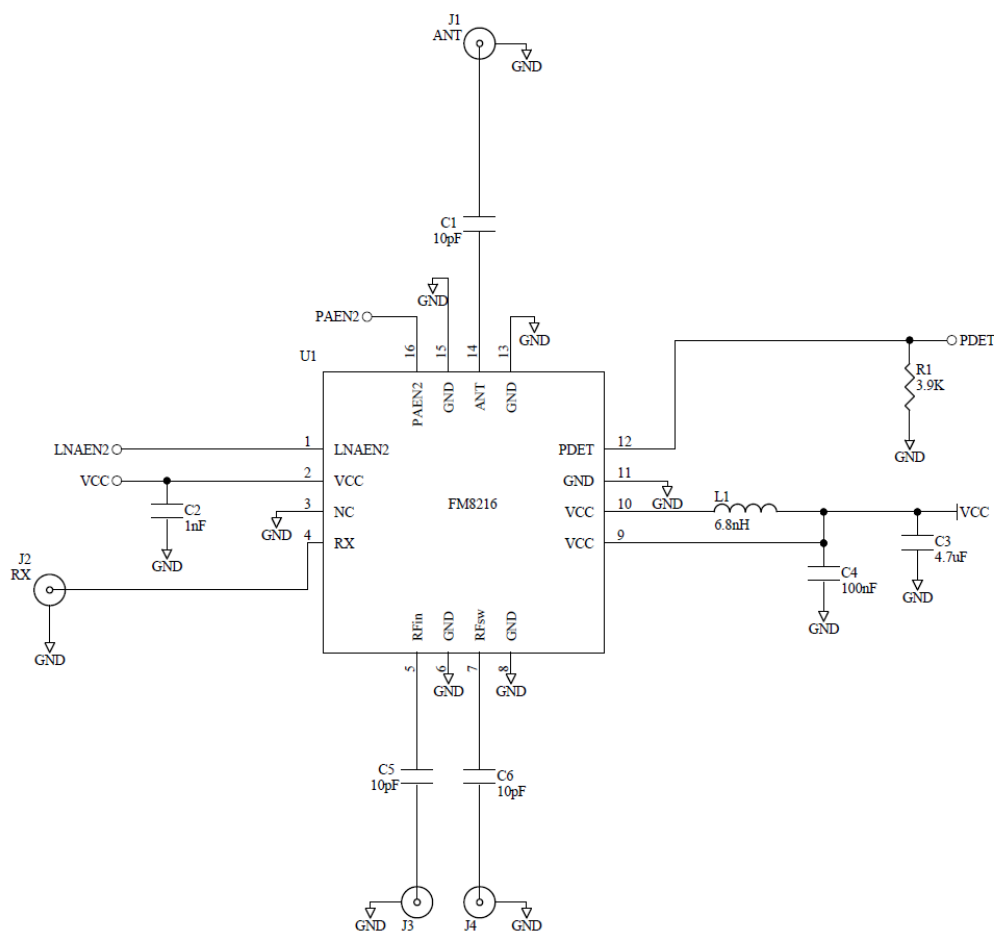 J1
ANT
GND
C1
10pF
GND
PAEN2
GND
PDET
U1
16
15
14
13
R1
3.9K
PAEN2
GND
ANT
GND
LNAEN2
1
LNAEN2
PDET
12
GND
VCC
2
VCC
GND
11
GND
C2
1nF
3
NC
FM8216
VCC
10
L1
6.8nH
VCC
GND
4
RX
VCC
9
C3
4.7uF
J2
RX
GND
C4
100nF
GND
GND
RFin
GND
RFsw
GND
GND
5
6
7
8
GND
GND
C5
10pF
C6
10pF
GND
J3
J4
GND